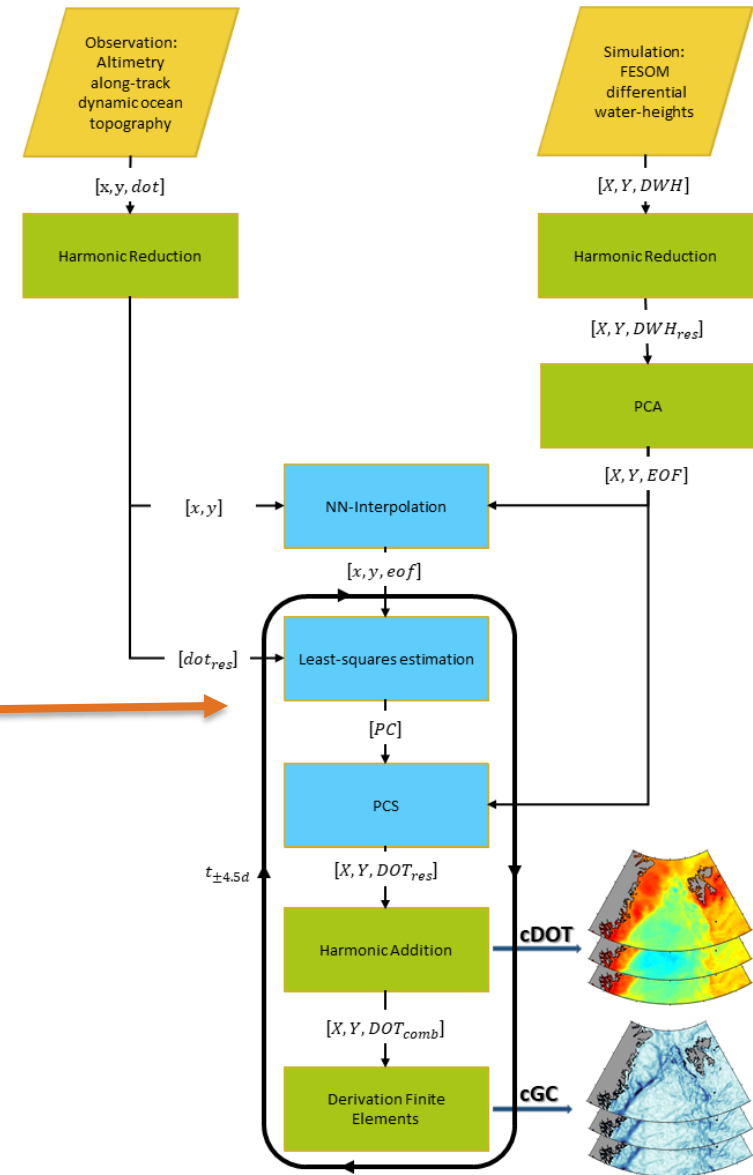 Observation:
Altimetry
along-track
dynamic ocean
topography
Simulation:
FESOM
differential
water-heights
[x,y,dot]
[X,Y,DWH]
Harmonic Reduction
Harmonic Reduction
[X,Y,DWH_res]
PCA
[X,Y,EOF]
[x,y]
NN-Interpolation
[x,y,eof]
[dot_res]
Least-squares estimation
[PC]
PCS
t_±4.5d
[X,Y,DOT_res]
Harmonic Addition
cDOT
[X,Y,DOT_comb]
Derivation Finite
Elements
cGC